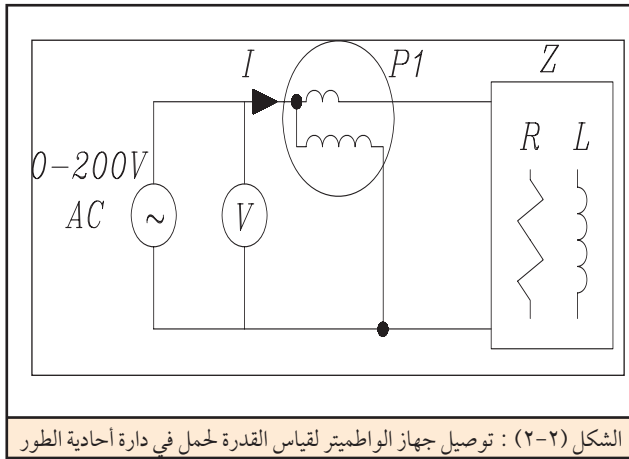 I P1 Z
R L
0-200V
AC ~ V
الشكل (٢-٢) : توصيل جهاز الواطميتر لقياس القدرة لحمل في دارة أحادية الطور